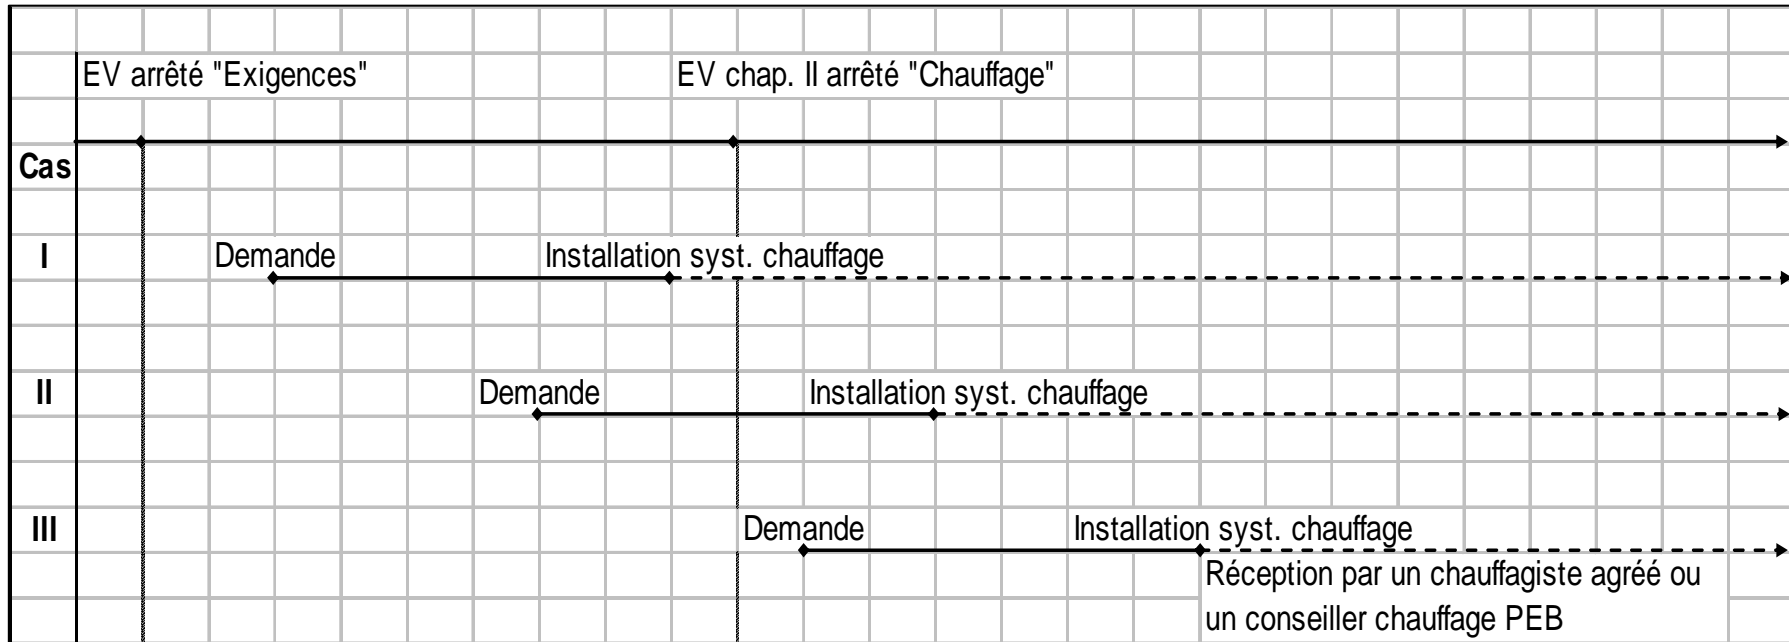 EV arrêté "Exigences"
EV chap. II arrêté "Chauffage"
Cas
I
Demande
Installation syst. chauffage
II
Demande
Installation syst. chauffage
III
Demande
Installation syst. chauffage
Réception par un chauffagiste agréé ou
un conseiller chauffage PEB